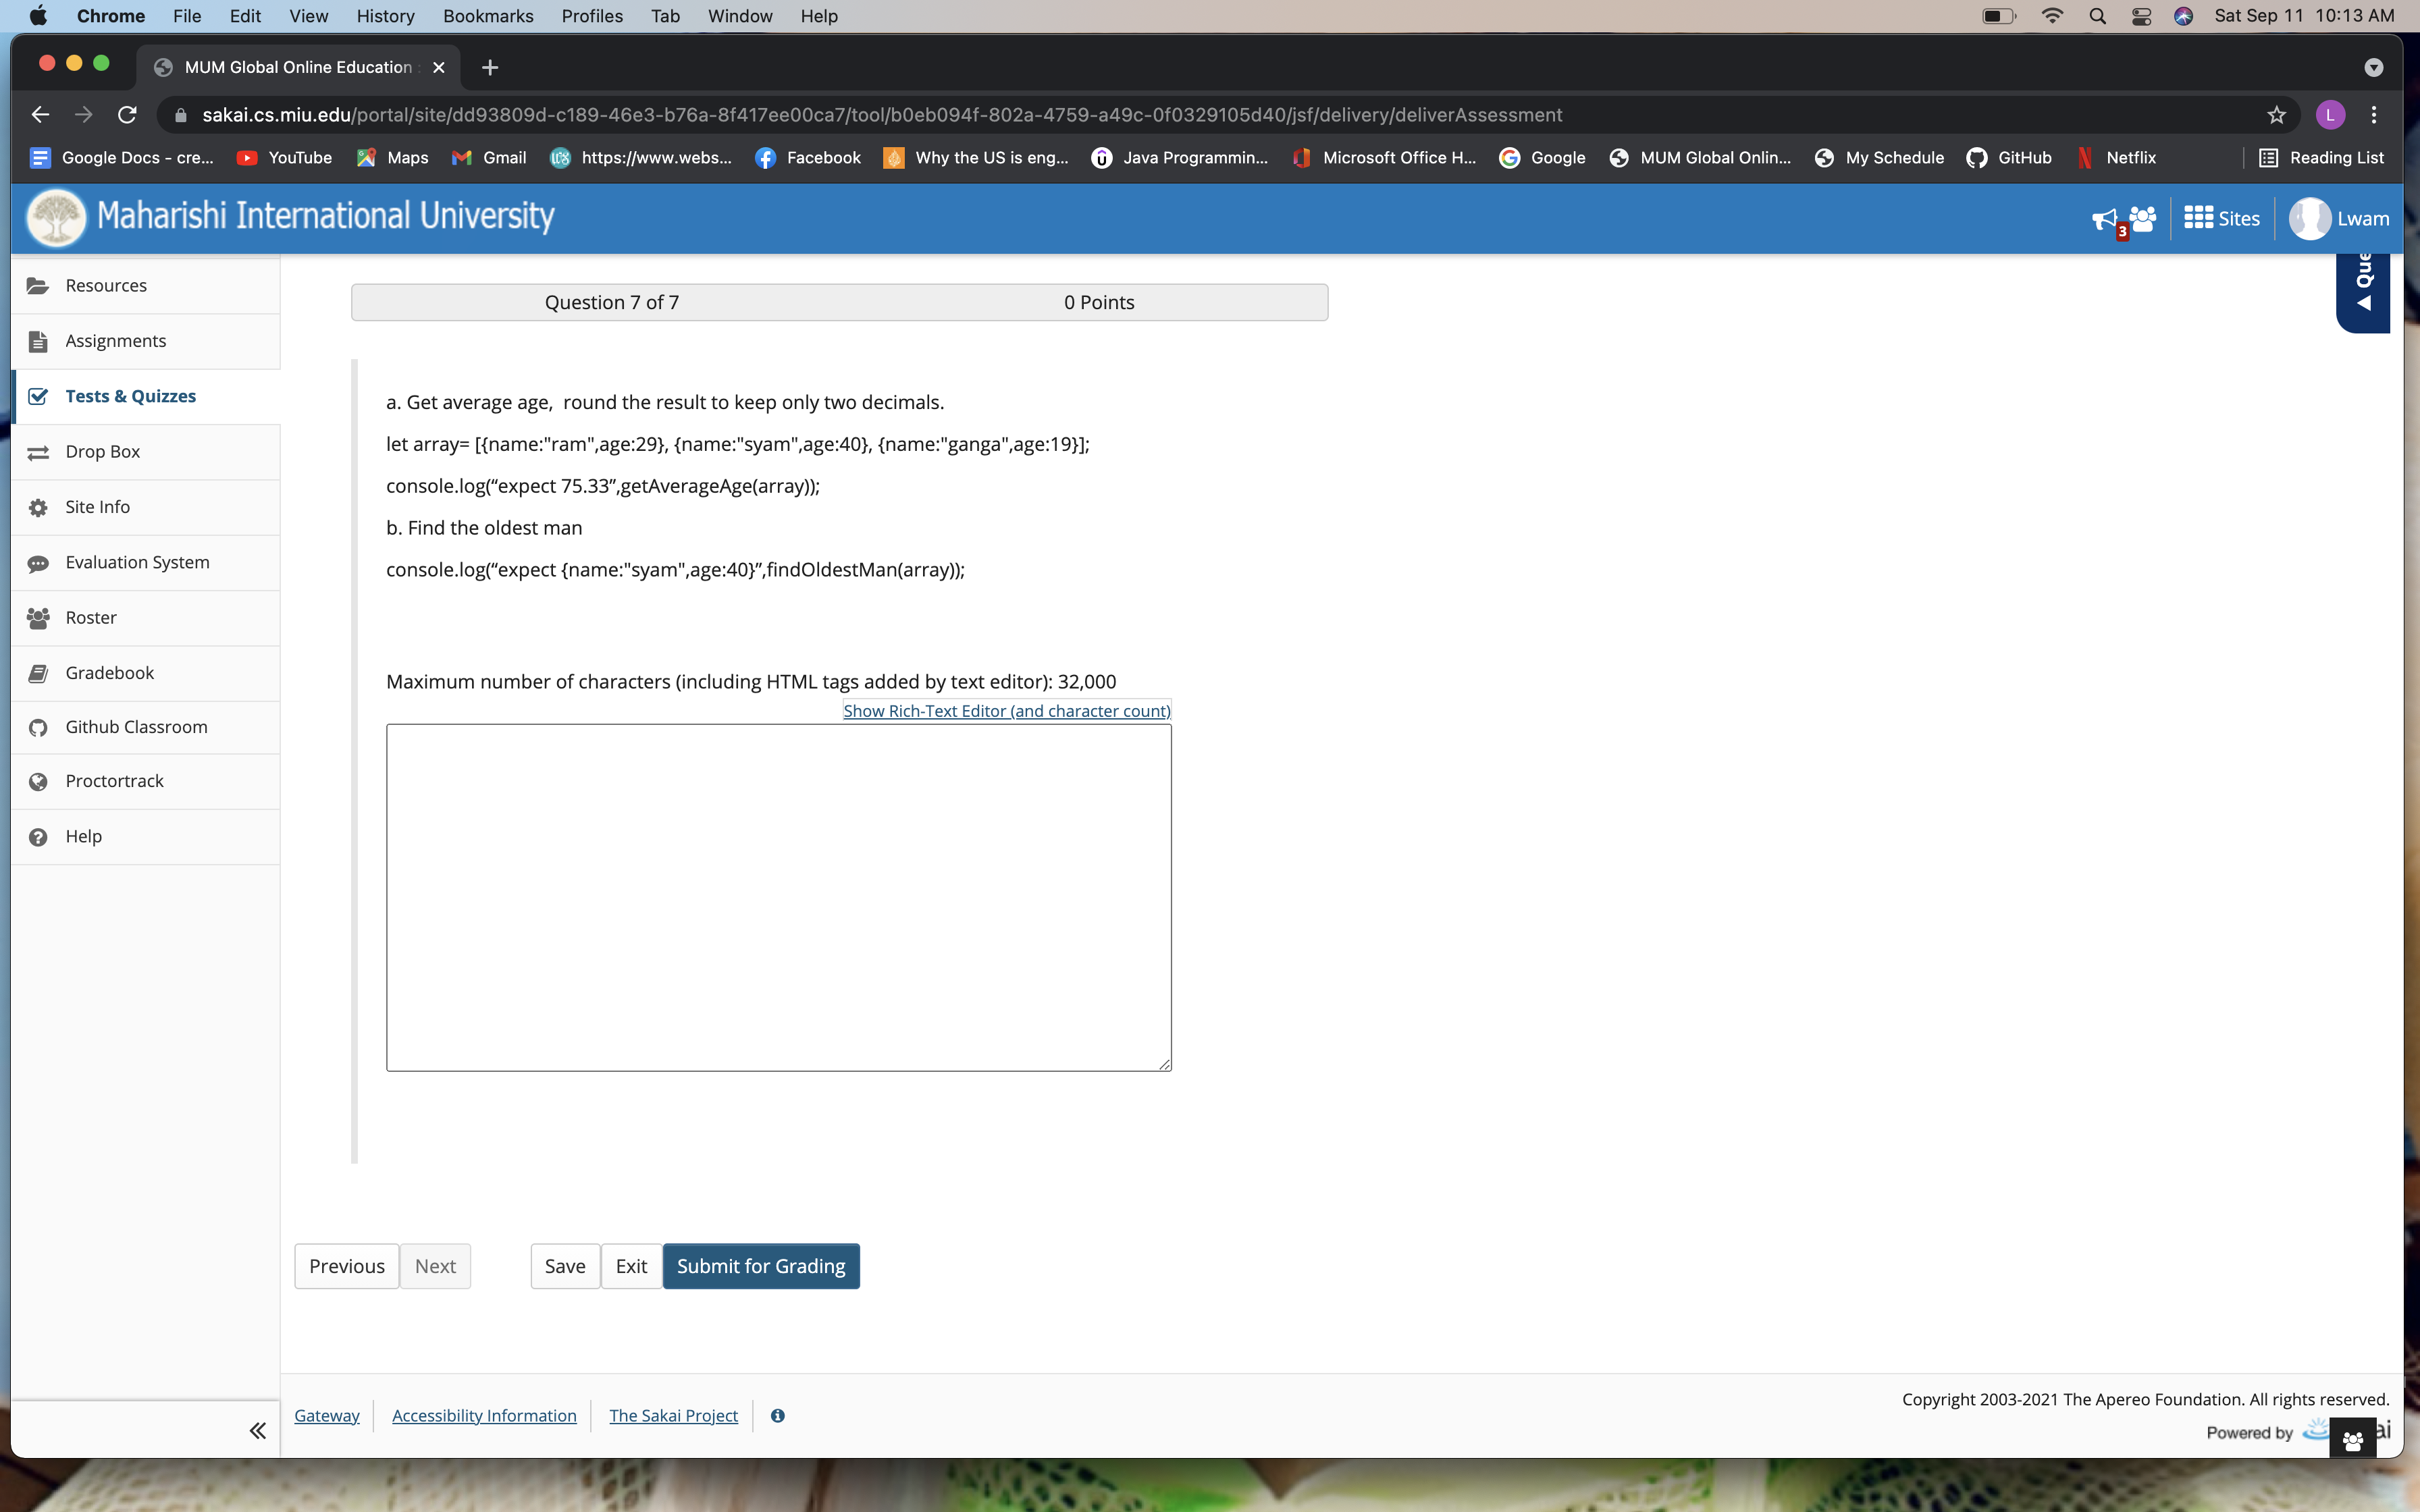 Chrome File Edit View History Bookmarks Profiles Tab Window Help Sat Sep 11 10:13 AM
MUM Global Online Education
sakai.cs.miu.edu/portal/site/dd93809d-c189-46e3-b76a-8f417ee00ca7/tool/b0eb094f-802a-4759-a49c-0f0329105d40/jsf/delivery/deliverAssessment L
Google Docs - cre... YouTube Maps Gmail https://www.webs... Facebook Why the US is eng... Java Programmin... Microsoft Office H... Google MUM Global Onlin... My Schedule GitHub Netflix Reading List
Maharishi International University 3 Sites Lwam
Resources
Assignments
Tests & Quizzes
Drop Box
Site Info
Evaluation System
Roster
Gradebook
Github Classroom
Proctortrack
Help
Question 7 of 7 0 Points
Que
a. Get average age, round the result to keep only two decimals.
let array= [{name:"ram",age:29}, {name:"syam",age:40}, {name:"ganga",age:19}];
console.log(“expect 75.33”,getAverageAge(array));
b. Find the oldest man
console.log(“expect {name:"syam",age:40}”,findOldestMan(array));
Maximum number of characters (including HTML tags added by text editor): 32,000
Show Rich-Text Editor (and character count)
Previous Next Save Exit Submit for Grading
Gateway Accessibility Information The Sakai Project
Copyright 2003-2021 The Apereo Foundation. All rights reserved.
Powered by